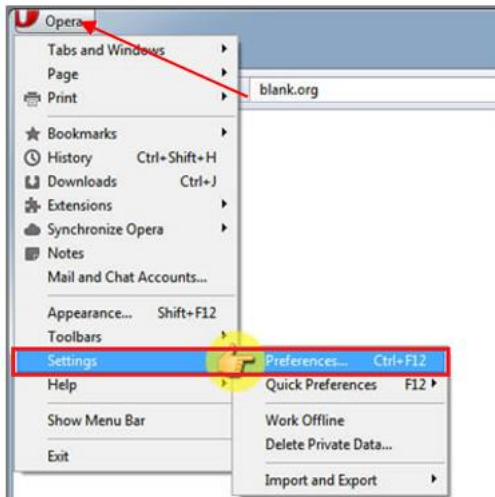 Opera
Tabs and Windows
Page
Print
blank.org
Bookmarks
History Ctrl+Shift+H
Downloads Ctrl+J
Extensions
Synchronize Opera
Notes
Mail and Chat Accounts...
Appearance... Shift+F12
Toolbars
Settings
Help
Show Menu Bar
Exit
Preferences... Ctrl+F12
Quick Preferences F12
Work Offline
Delete Private Data...
Import and Export